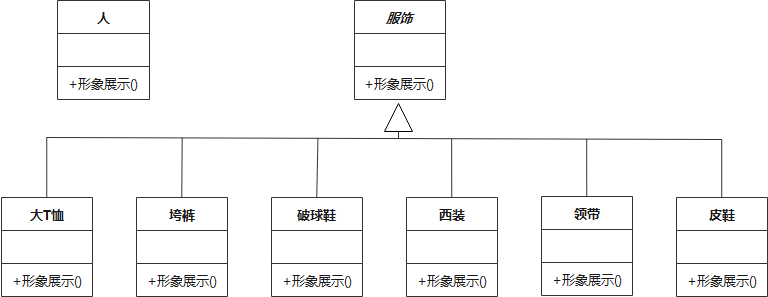 人
服饰
+形象展示()
+形象展示()
大T恤
垮裤
破球鞋
西装
领带
皮鞋
+形象展示()
+形象展示()
+形象展示()
+形象展示()
+形象展示()
+形象展示()